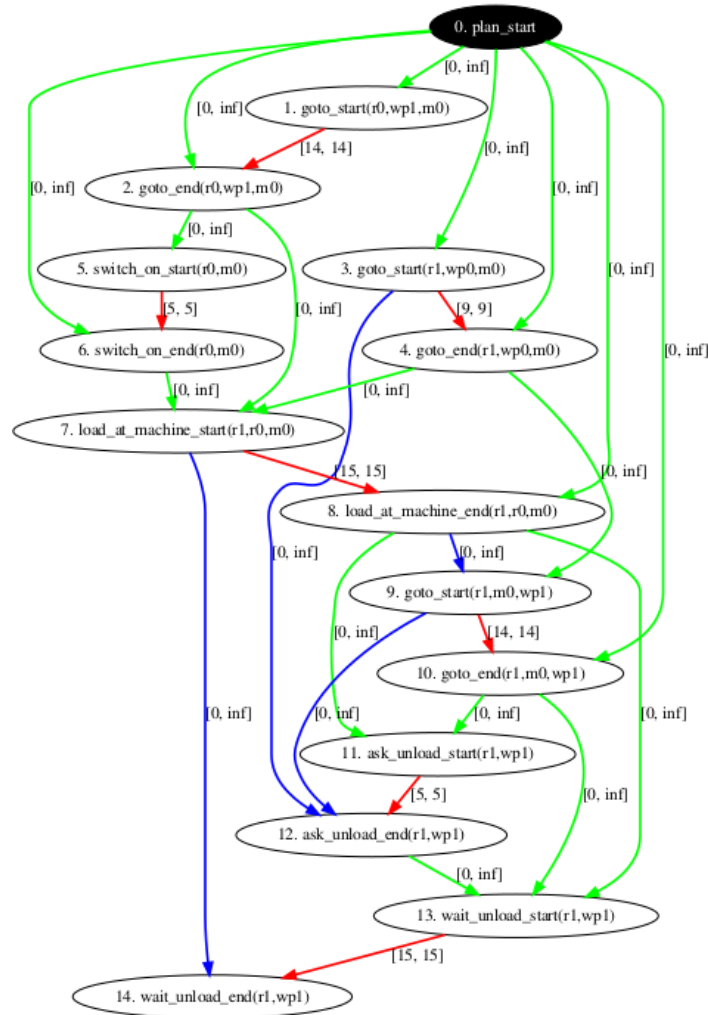 0. plan_start
[0, inf]
1. goto_start(r0,wp1,m0)
[0, inf]
[14, 14]
[0, inf]
2. goto_end(r0,wp1,m0)
[0, inf]
[0, inf]
[0, inf]
5. switch_on_start(r0,m0)
3. goto_start(r1,wp0,m0)
[0, inf]
[5, 5]
[0, inf]
[9, 9]
6. switch_on_end(r0,m0)
4. goto_end(r1,wp0,m0)
[0, inf]
[0, inf]
[0, inf]
7. load_at_machine_start(r1,r0,m0)
[15, 15]
[0, inf]
8. load_at_machine_end(r1,r0,m0)
[0, inf]
[0, inf]
9. goto_start(r1,m0,wp1)
[0, inf]
[14, 14]
10. goto_end(r1,m0,wp1)
[0, inf]
[0, inf]
[0, inf]
[0, inf]
11. ask_unload_start(r1,wp1)
[5, 5]
[0, inf]
12. ask_unload_end(r1,wp1)
[0, inf]
13. wait_unload_start(r1,wp1)
[15, 15]
14. wait_unload_end(r1,wp1)